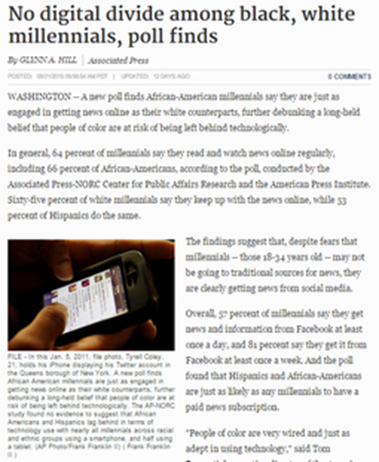 No digital divide among black, white
millennials, poll finds
By GLYNN A. HILL | Associated Press
POSTED: 09/21/2015 AM PDT | UPDATED: 12 DAYS AGO
0 COMMENTS
WASHINGTON -- A new poll finds African-American millennials say they are just as
engaged in getting news online as their white counterparts, further debunking a long-held
belief that people of color are at risk of being left behind technologically.
In general, 64 percent of millennials say they read and watch news online regularly,
including 66 percent of African-Americans, according to the poll, conducted by the
Associated Press-NORC Center for Public Affairs Research and the American Press Institute.
Sixty-five percent of white millennials say they keep up with the news online, while 53
percent of Hispanics do the same.
The findings suggest that, despite fears that
millennials -- those 18-34 years old -- may not
be going to traditional sources for news, they
are clearly getting news from social media.
Overall, 57 percent of millennials say they get
news and information from Facebook at least
once a day, and 81 percent say they get it from
Facebook at least once a week. And the poll
found that Hispanics and African-Americans
are just as likely as any millennials to have a
paid news subscription.
"People of color are very wired and just as
adept in using technology," said Tom
FILE - In this Jan. 5, 2011, file photo, Tyrell Coley,
21, holds his iPhone displaying his Twitter account in
the Queens borough of New York. A new poll finds
African American millennials are just as engaged in
getting news online as their white counterparts, further
debunking a long-held belief that people of color are at
risk of being left behind technologically. The AP-NORC
study found no evidence to suggest that African
Americans and Hispanics lag behind in terms of
technology use with nearly all millennials across racial
and ethnic groups using a smartphone, and half using
a tablet. (AP Photo/Frank Franklin II) ( Frank Franklin
II )